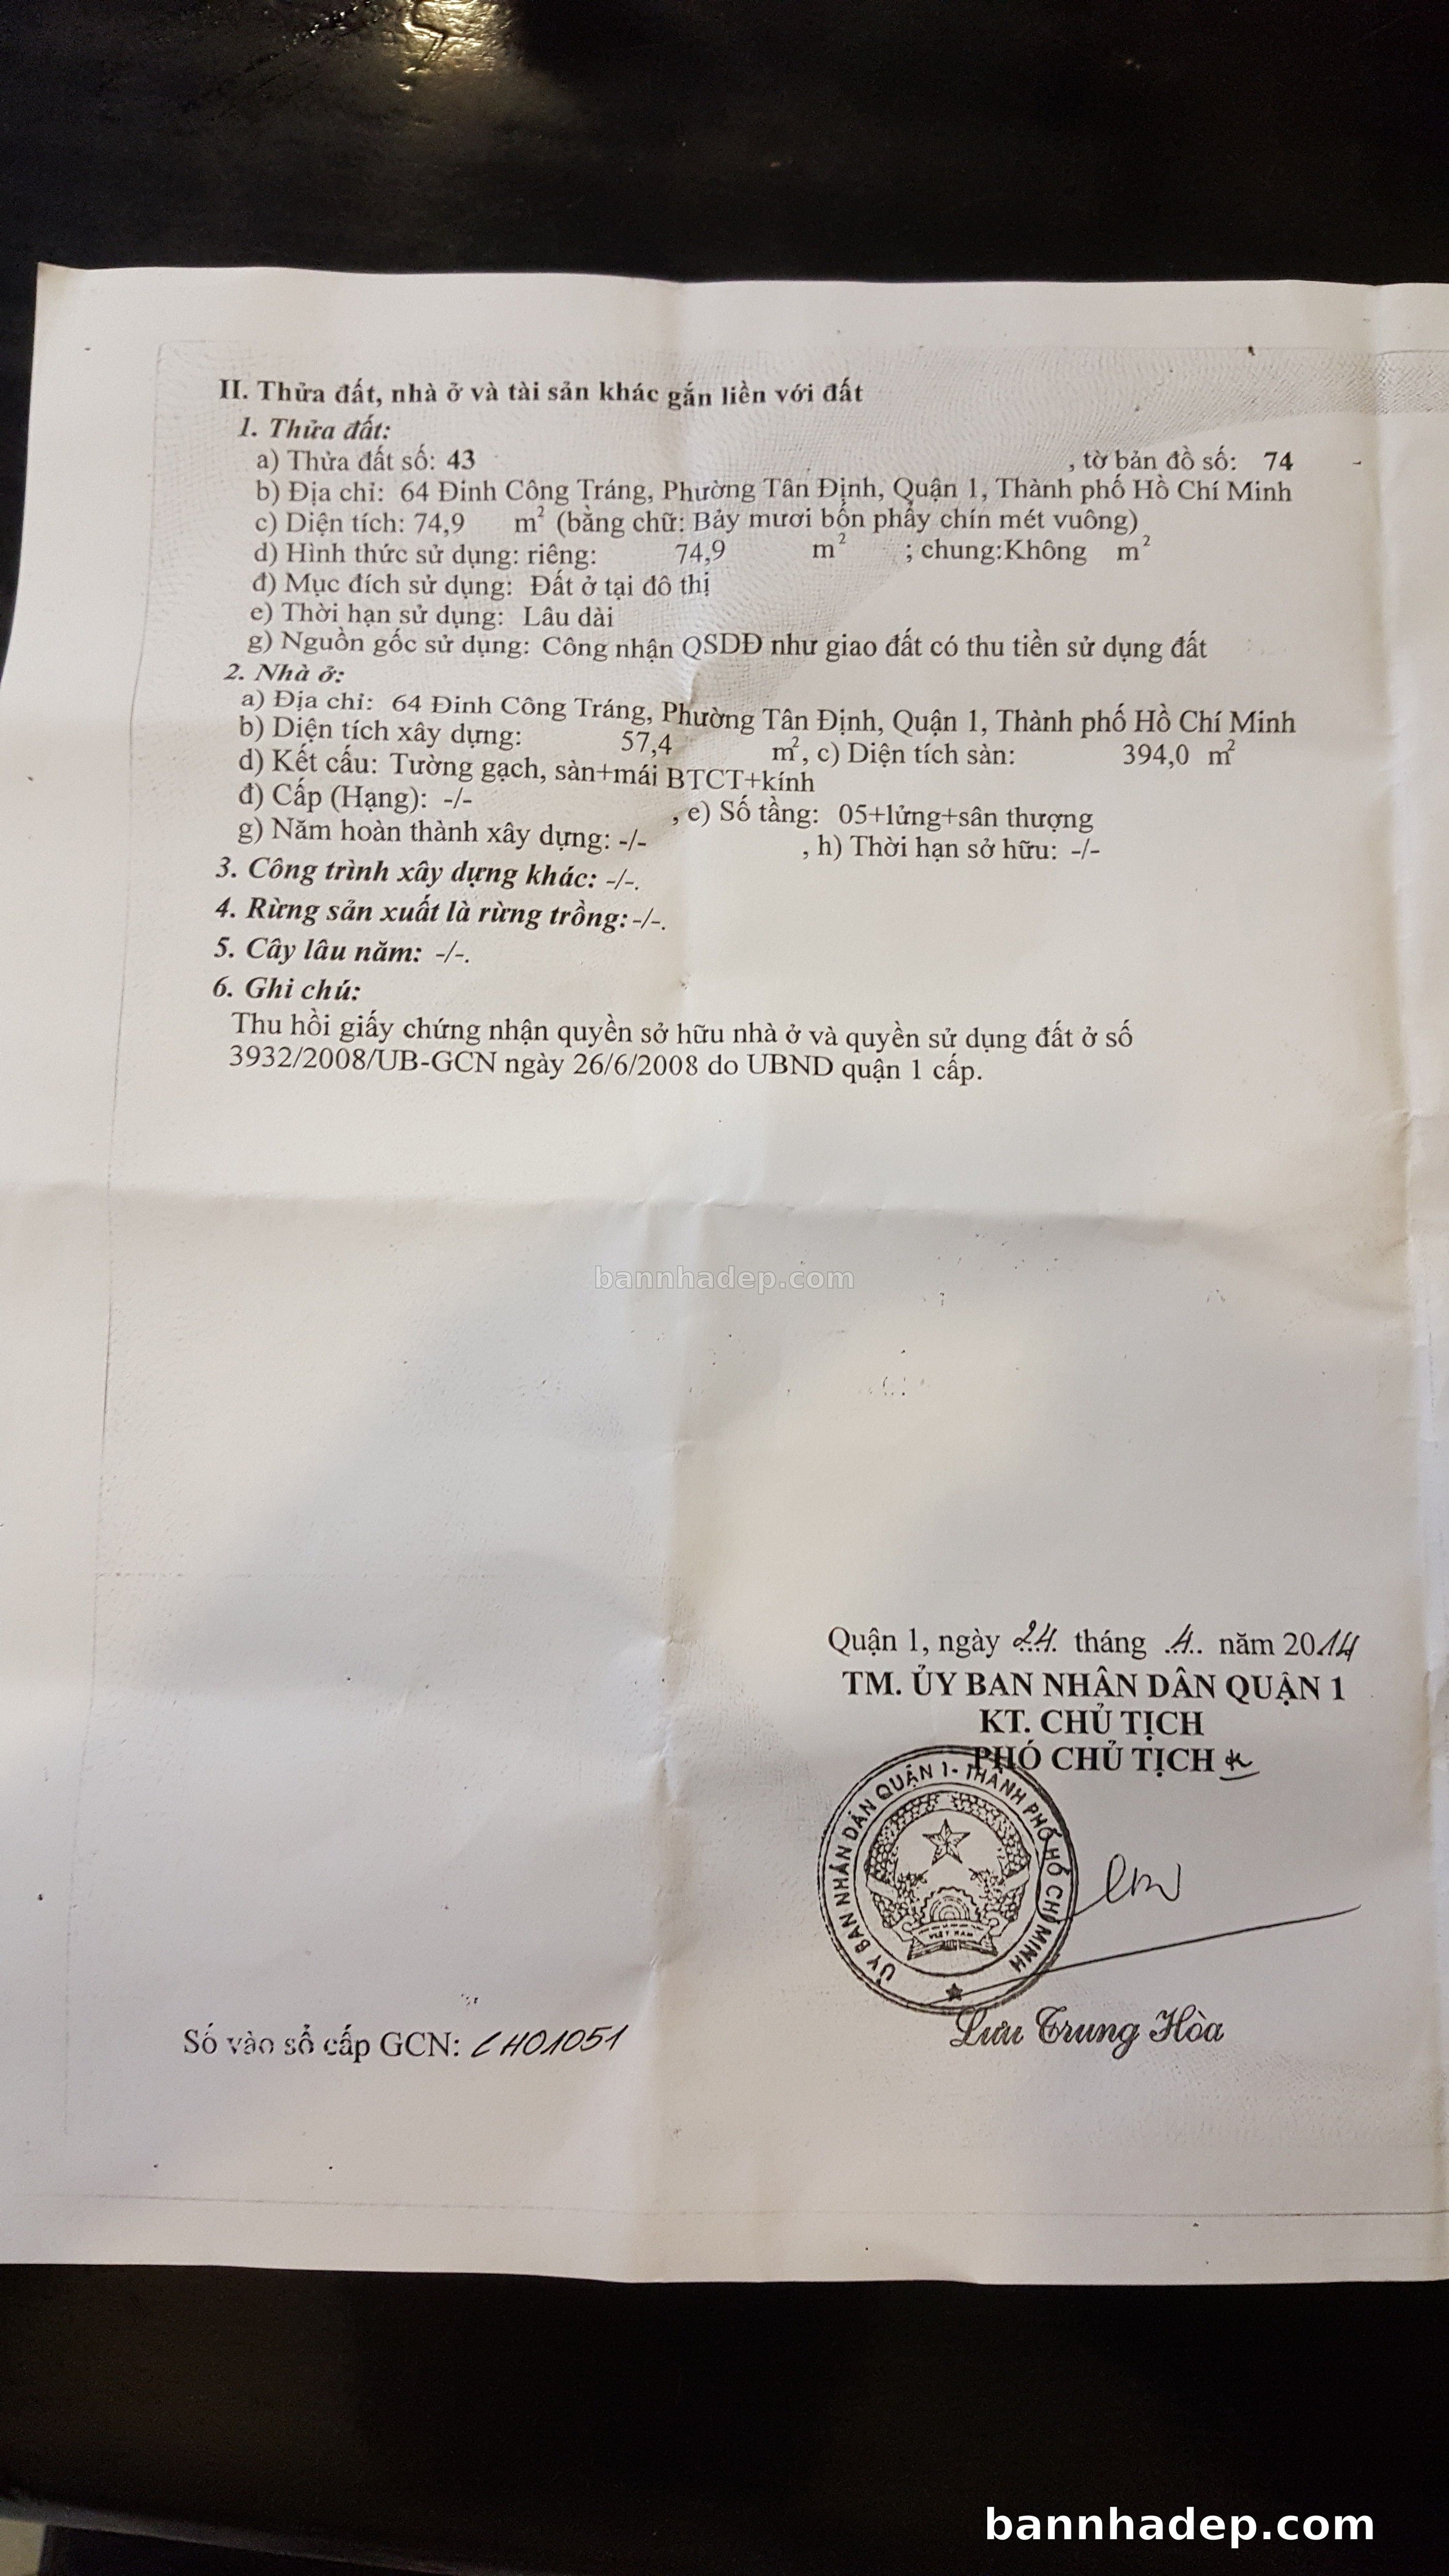 II. Thửa đất, nhà ở và tài sản khác gắn liền với đất
1. Thửa đất:
a) Thửa đất số: 43 , tờ bản đồ số: 74
b) Địa chỉ: 64 Đinh Công Tráng, Phường Tân Định, Quận 1, Thành phố Hồ Chí Minh
c) Diện tích: 74,9 m² (bằng chữ: Bảy mươi bốn phẩy chín mét vuông)
d) Hình thức sử dụng: riêng: 74,9 m² ; chung:Không m²
đ) Mục đích sử dụng: Đất ở tại đô thị
e) Thời hạn sử dụng: Lâu dài
g) Nguồn gốc sử dụng: Công nhận QSDĐ như giao đất có thu tiền sử dụng đất
2. Nhà ở:
a) Địa chỉ: 64 Đinh Công Tráng, Phường Tân Định, Quận 1, Thành phố Hồ Chí Minh
b) Diện tích xây dựng: 57,4 m², c) Diện tích sàn: 394,0 m²
d) Kết cấu: Tường gạch, sàn+mái BTCT+kính
đ) Cấp (Hạng): -/- , e) Số tầng: 05+lửng+sân thượng
g) Năm hoàn thành xây dựng: -/- , h) Thời hạn sở hữu: -/-
3. Công trình xây dựng khác: -/-.
4. Rừng sản xuất là rừng trồng: -/-.
5. Cây lâu năm: -/-.
6. Ghi chú:
Thu hồi giấy chứng nhận quyền sở hữu nhà ở và quyền sử dụng đất ở số
3932/2008/UB-GCN ngày 26/6/2008 do UBND quận 1 cấp.
bannhadep.com
Quận 1, ngày 24 tháng 4 năm 2014
TM. ỦY BAN NHÂN DÂN QUẬN 1
KT. CHỦ TỊCH
PHÓ CHỦ TỊCH
ỦY BAN NHÂN DÂN QUẬN 1 - THÀNH PHỐ HỒ CHÍ MINH
VIỆT NAM
Lưu Trung Hòa
Số vào sổ cấp GCN: CH01051
bannhadep.com